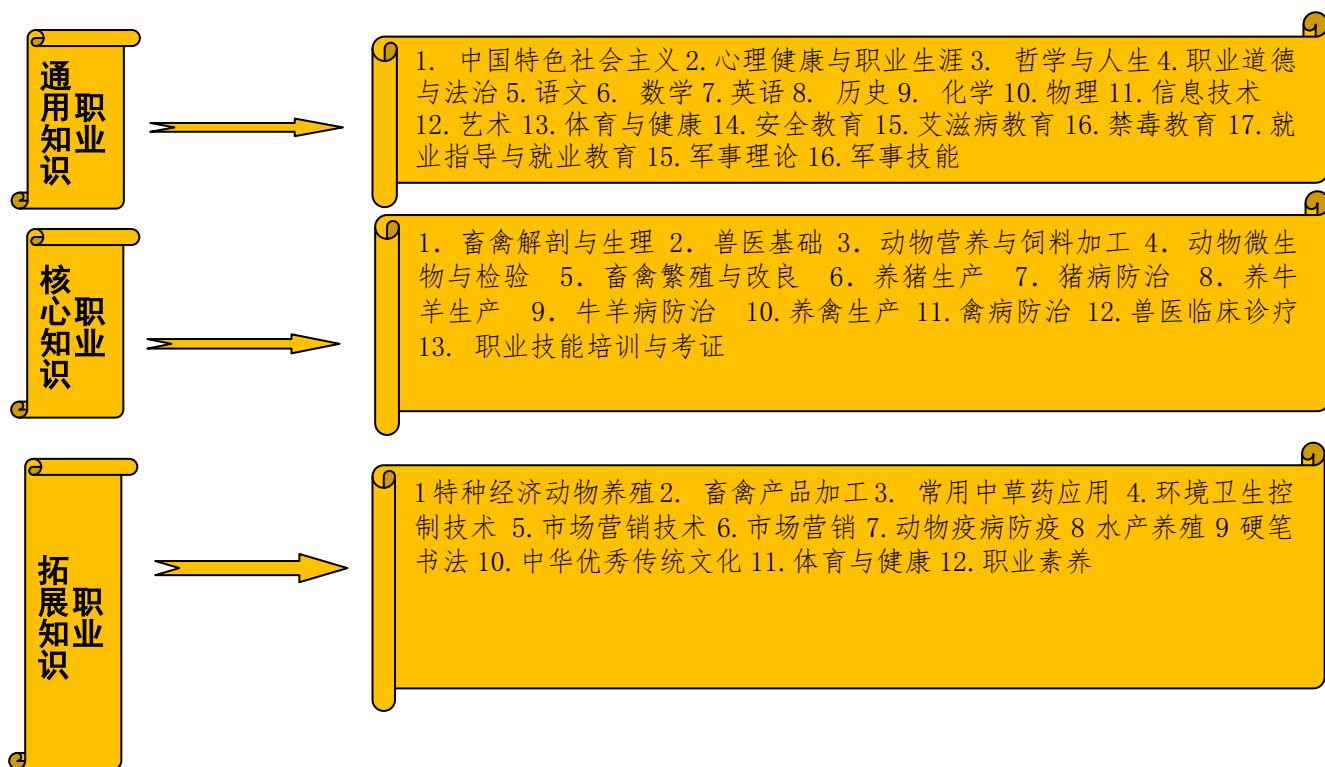 职业
通用知识
1. 中国特色社会主义2.心理健康与职业生涯3. 哲学与人生4.职业道德
与法治 5.语文 6. 数学 7.英语 8. 历史 9. 化学 10.物理 11.信息技术
12.艺术 13.体育与健康 14.安全教育 15.艾滋病教育 16.禁毒教育 17.就
业指导与就业教育 15.军事理论 16.军事技能
职业
核心知识
1. 畜禽解剖与生理 2. 兽医基础 3. 动物营养与饲料加工 4. 动物微生
物与检验 5. 畜禽繁殖与改良 6. 养猪生产 7. 猪病防治 8. 养牛
羊生产 9. 牛羊病防治 10.养禽生产 11.禽病防治 12.兽医临床诊疗
13. 职业技能培训与考证
职业
拓展知识
1特种经济动物养殖2. 畜禽产品加工3. 常用中草药应用 4.环境卫生控
制技术 5.市场营销技术 6.市场营销 7.动物疫病防疫 8 水产养殖 9 硬笔
书法 10.中华优秀传统文化 11.体育与健康 12.职业素养